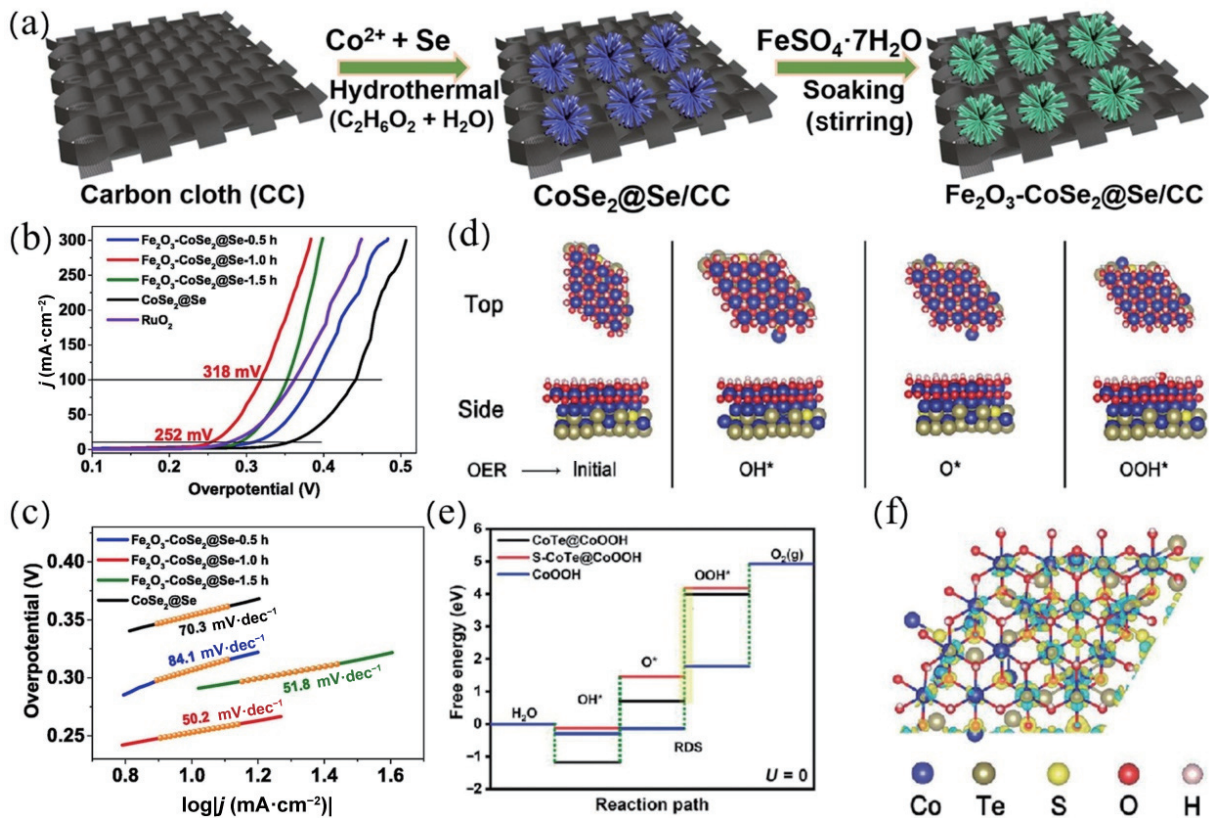 (a)
Co²⁺ + Se
Hydrothermal
(C₂H₆O₂ + H₂O)
FeSO₄·7H₂O
Soaking
(stirring)
Carbon cloth (CC)
CoSe₂@Se/CC
Fe₂O₃-CoSe₂@Se/CC
(b)
300
250
200
150
100
50
0
j (mA·cm⁻²)
Fe₂O₃-CoSe₂@Se-0.5 h
Fe₂O₃-CoSe₂@Se-1.0 h
Fe₂O₃-CoSe₂@Se-1.5 h
CoSe₂@Se
RuO₂
318 mV
252 mV
0.1 0.2 0.3 0.4 0.5
Overpotential (V)
(d)
Top
Side
OER
Initial
OH*
O*
OOH*
(c)
0.40
0.35
0.30
0.25
Overpotential (V)
Fe₂O₃-CoSe₂@Se-0.5 h
Fe₂O₃-CoSe₂@Se-1.0 h
Fe₂O₃-CoSe₂@Se-1.5 h
CoSe₂@Se
70.3 mV·dec⁻¹
84.1 mV·dec⁻¹
51.8 mV·dec⁻¹
50.2 mV·dec⁻¹
0.8 1.0 1.2 1.4 1.6
log|j (mA·cm⁻²)|
(e)
6
5
4
3
2
1
0
−1
−2
Free energy (eV)
CoTe@CoOOH
S-CoTe@CoOOH
CoOOH
H₂O
OH*
O*
OOH*
O₂(g)
RDS
U = 0
Reaction path
(f)
Co Te S O H